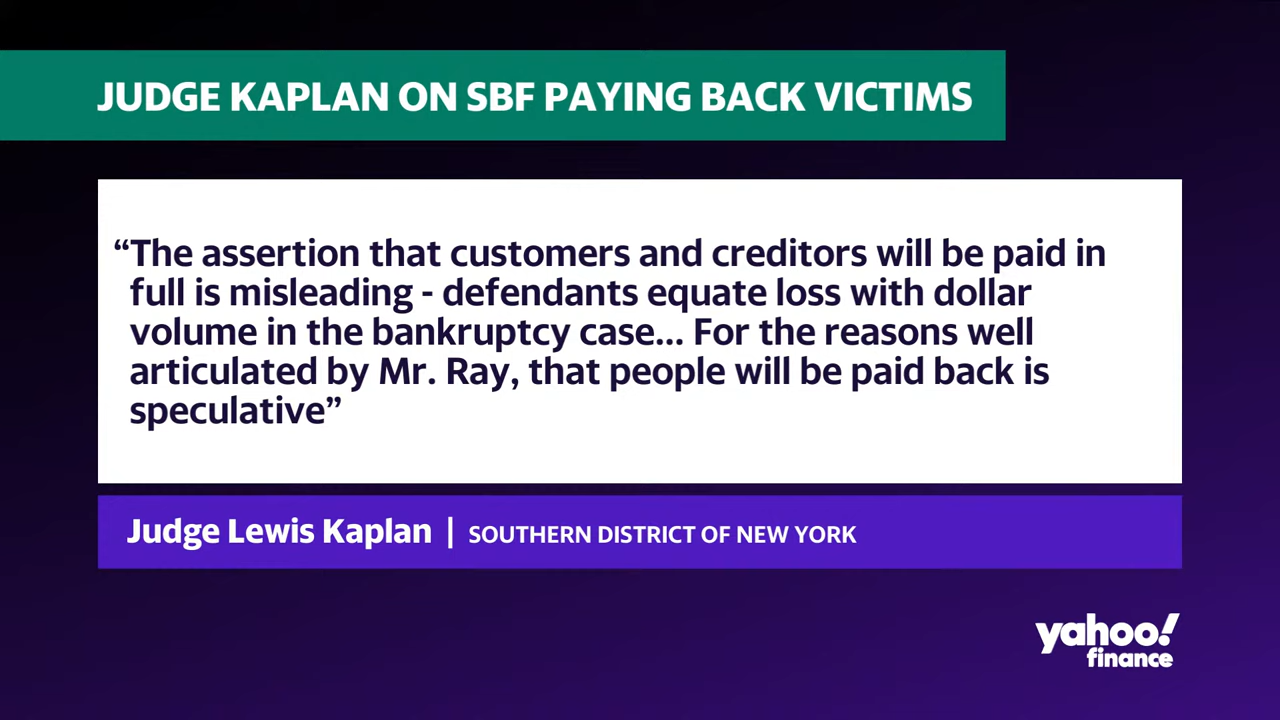 JUDGE KAPLAN ON SBF PAYING BACK VICTIMS
“The assertion that customers and creditors will be paid in
full is misleading - defendants equate loss with dollar
volume in the bankruptcy case... For the reasons well
articulated by Mr. Ray, that people will be paid back is
speculative”
Judge Lewis Kaplan | SOUTHERN DISTRICT OF NEW YORK
yahoo!
finance